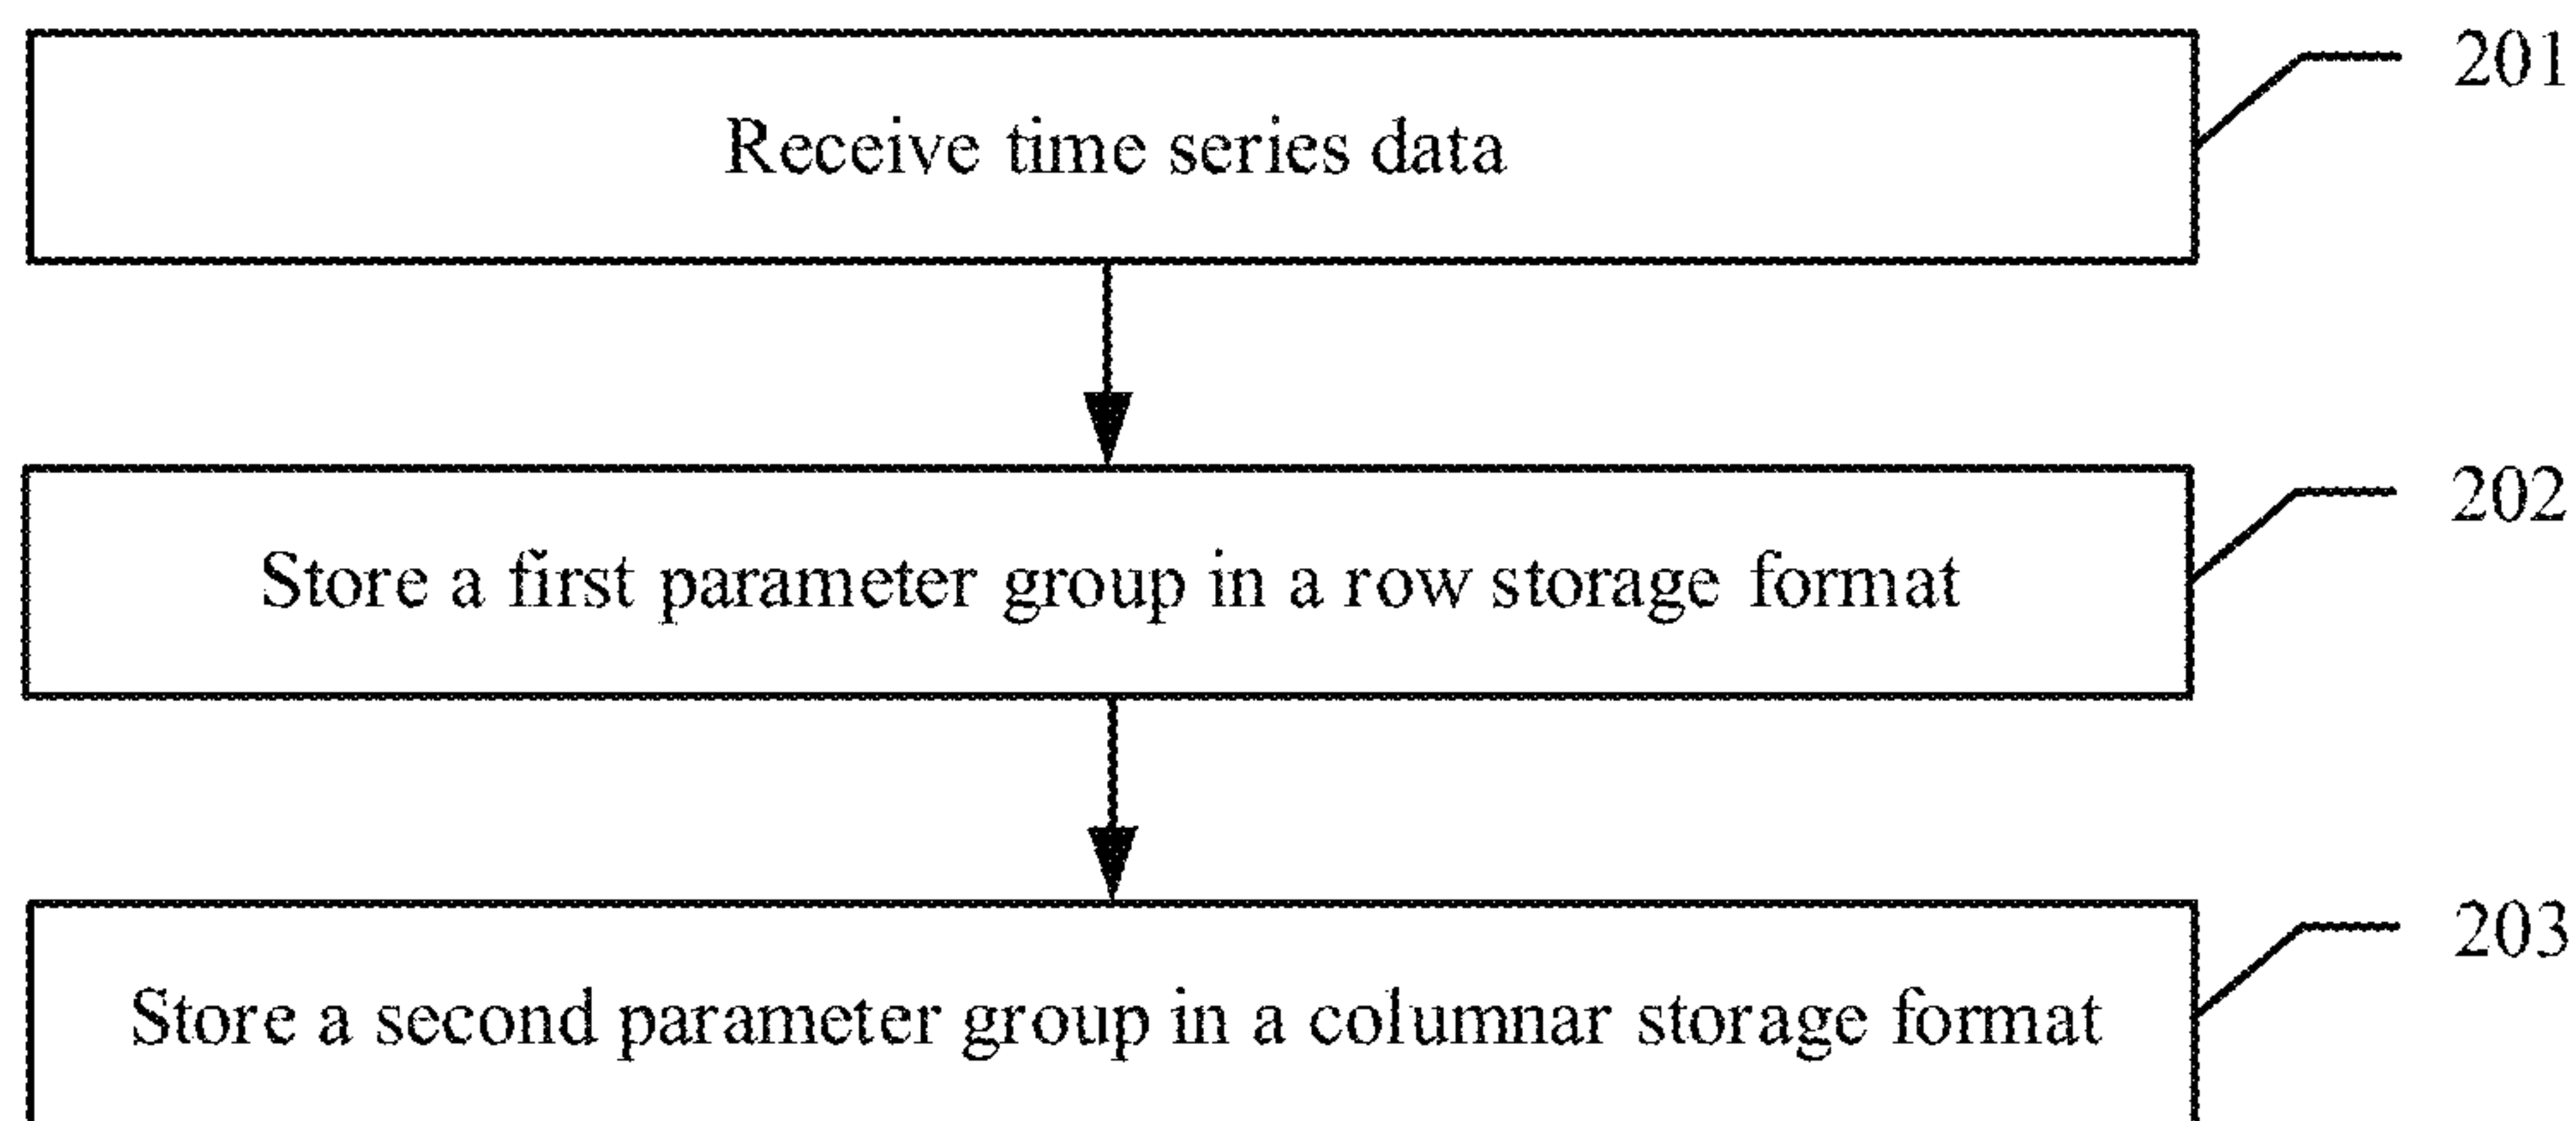 Receive time series data
201
Store a first parameter group in a row storage format
202
Store a second parameter group in a columnar storage format
203